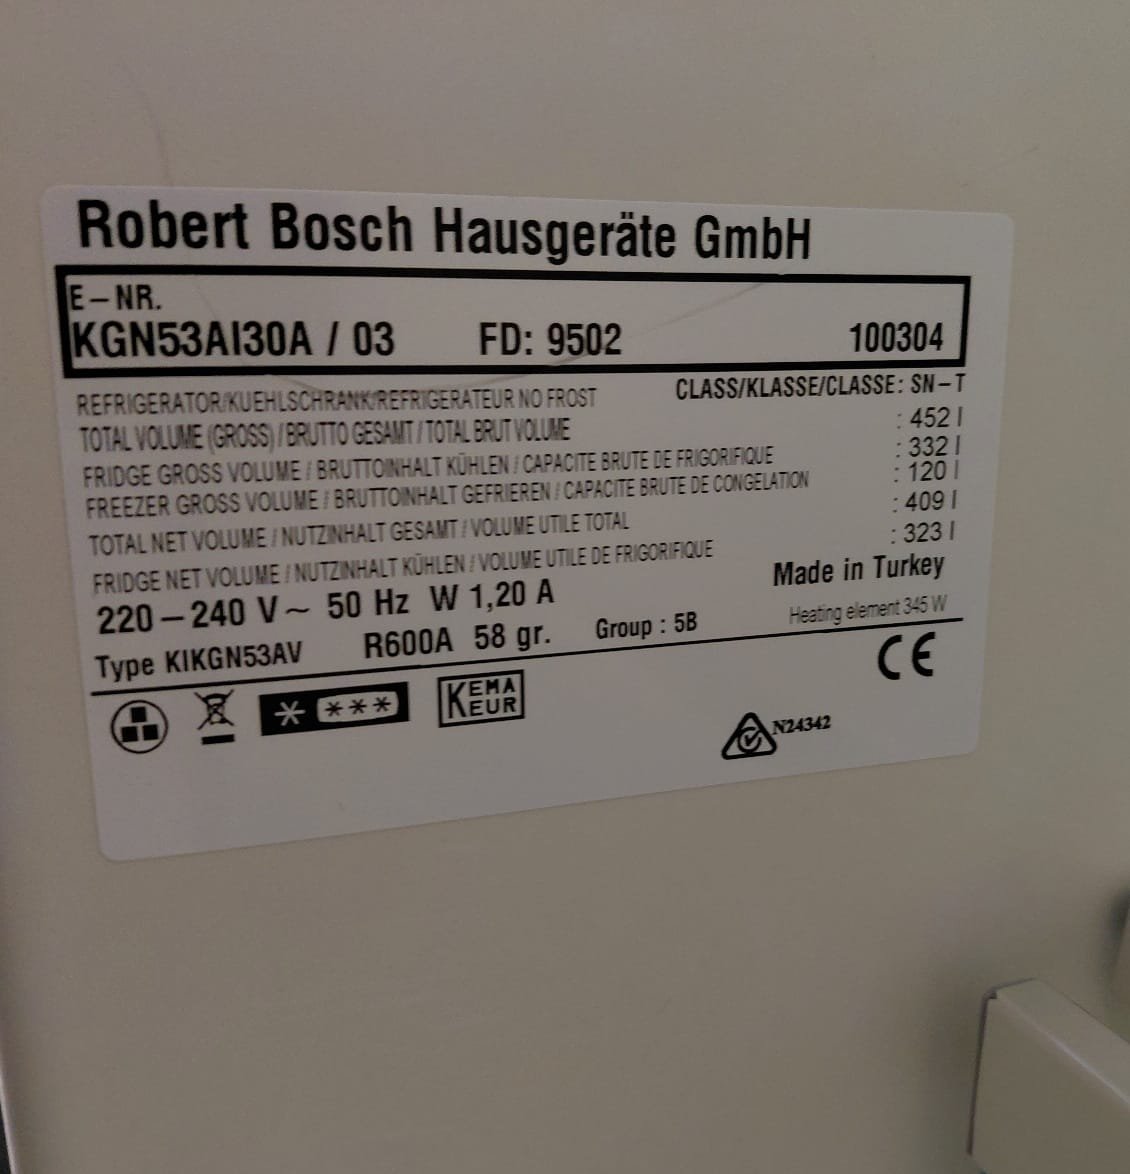 Robert Bosch Hausgeräte GmbH
E-NR.
KGN53AI30A / 03 FD: 9502 100304
REFRIGERATOR/KUEHLSCHRANK/REFRIGERATEUR NO FROST CLASS/KLASSE/CLASSE: SN-T
TOTAL VOLUME (GROSS) / BRUTTO GESAMT / TOTAL BRUT VOLUME : 452 l
FRIDGE GROSS VOLUME / BRUTTOINHALT KÜHLEN / CAPACITE BRUTE DE FRIGORIFIQUE : 332 l
FREEZER GROSS VOLUME / BRUTTOINHALT GEFRIEREN / CAPACITE BRUTE DE CONGELATION : 120 l
TOTAL NET VOLUME / NUTZINHALT GESAMT / VOLUME UTILE TOTAL : 409 l
FRIDGE NET VOLUME / NUTZINHALT KÜHLEN / VOLUME UTILE DE FRIGORIFIQUE : 323 l
220-240 V~ 50 Hz W 1,20 A Made in Turkey
Type KIKGN53AV R600A 58 gr. Group : 5B Heating element 345 W
KEMA EUR CE
N24342